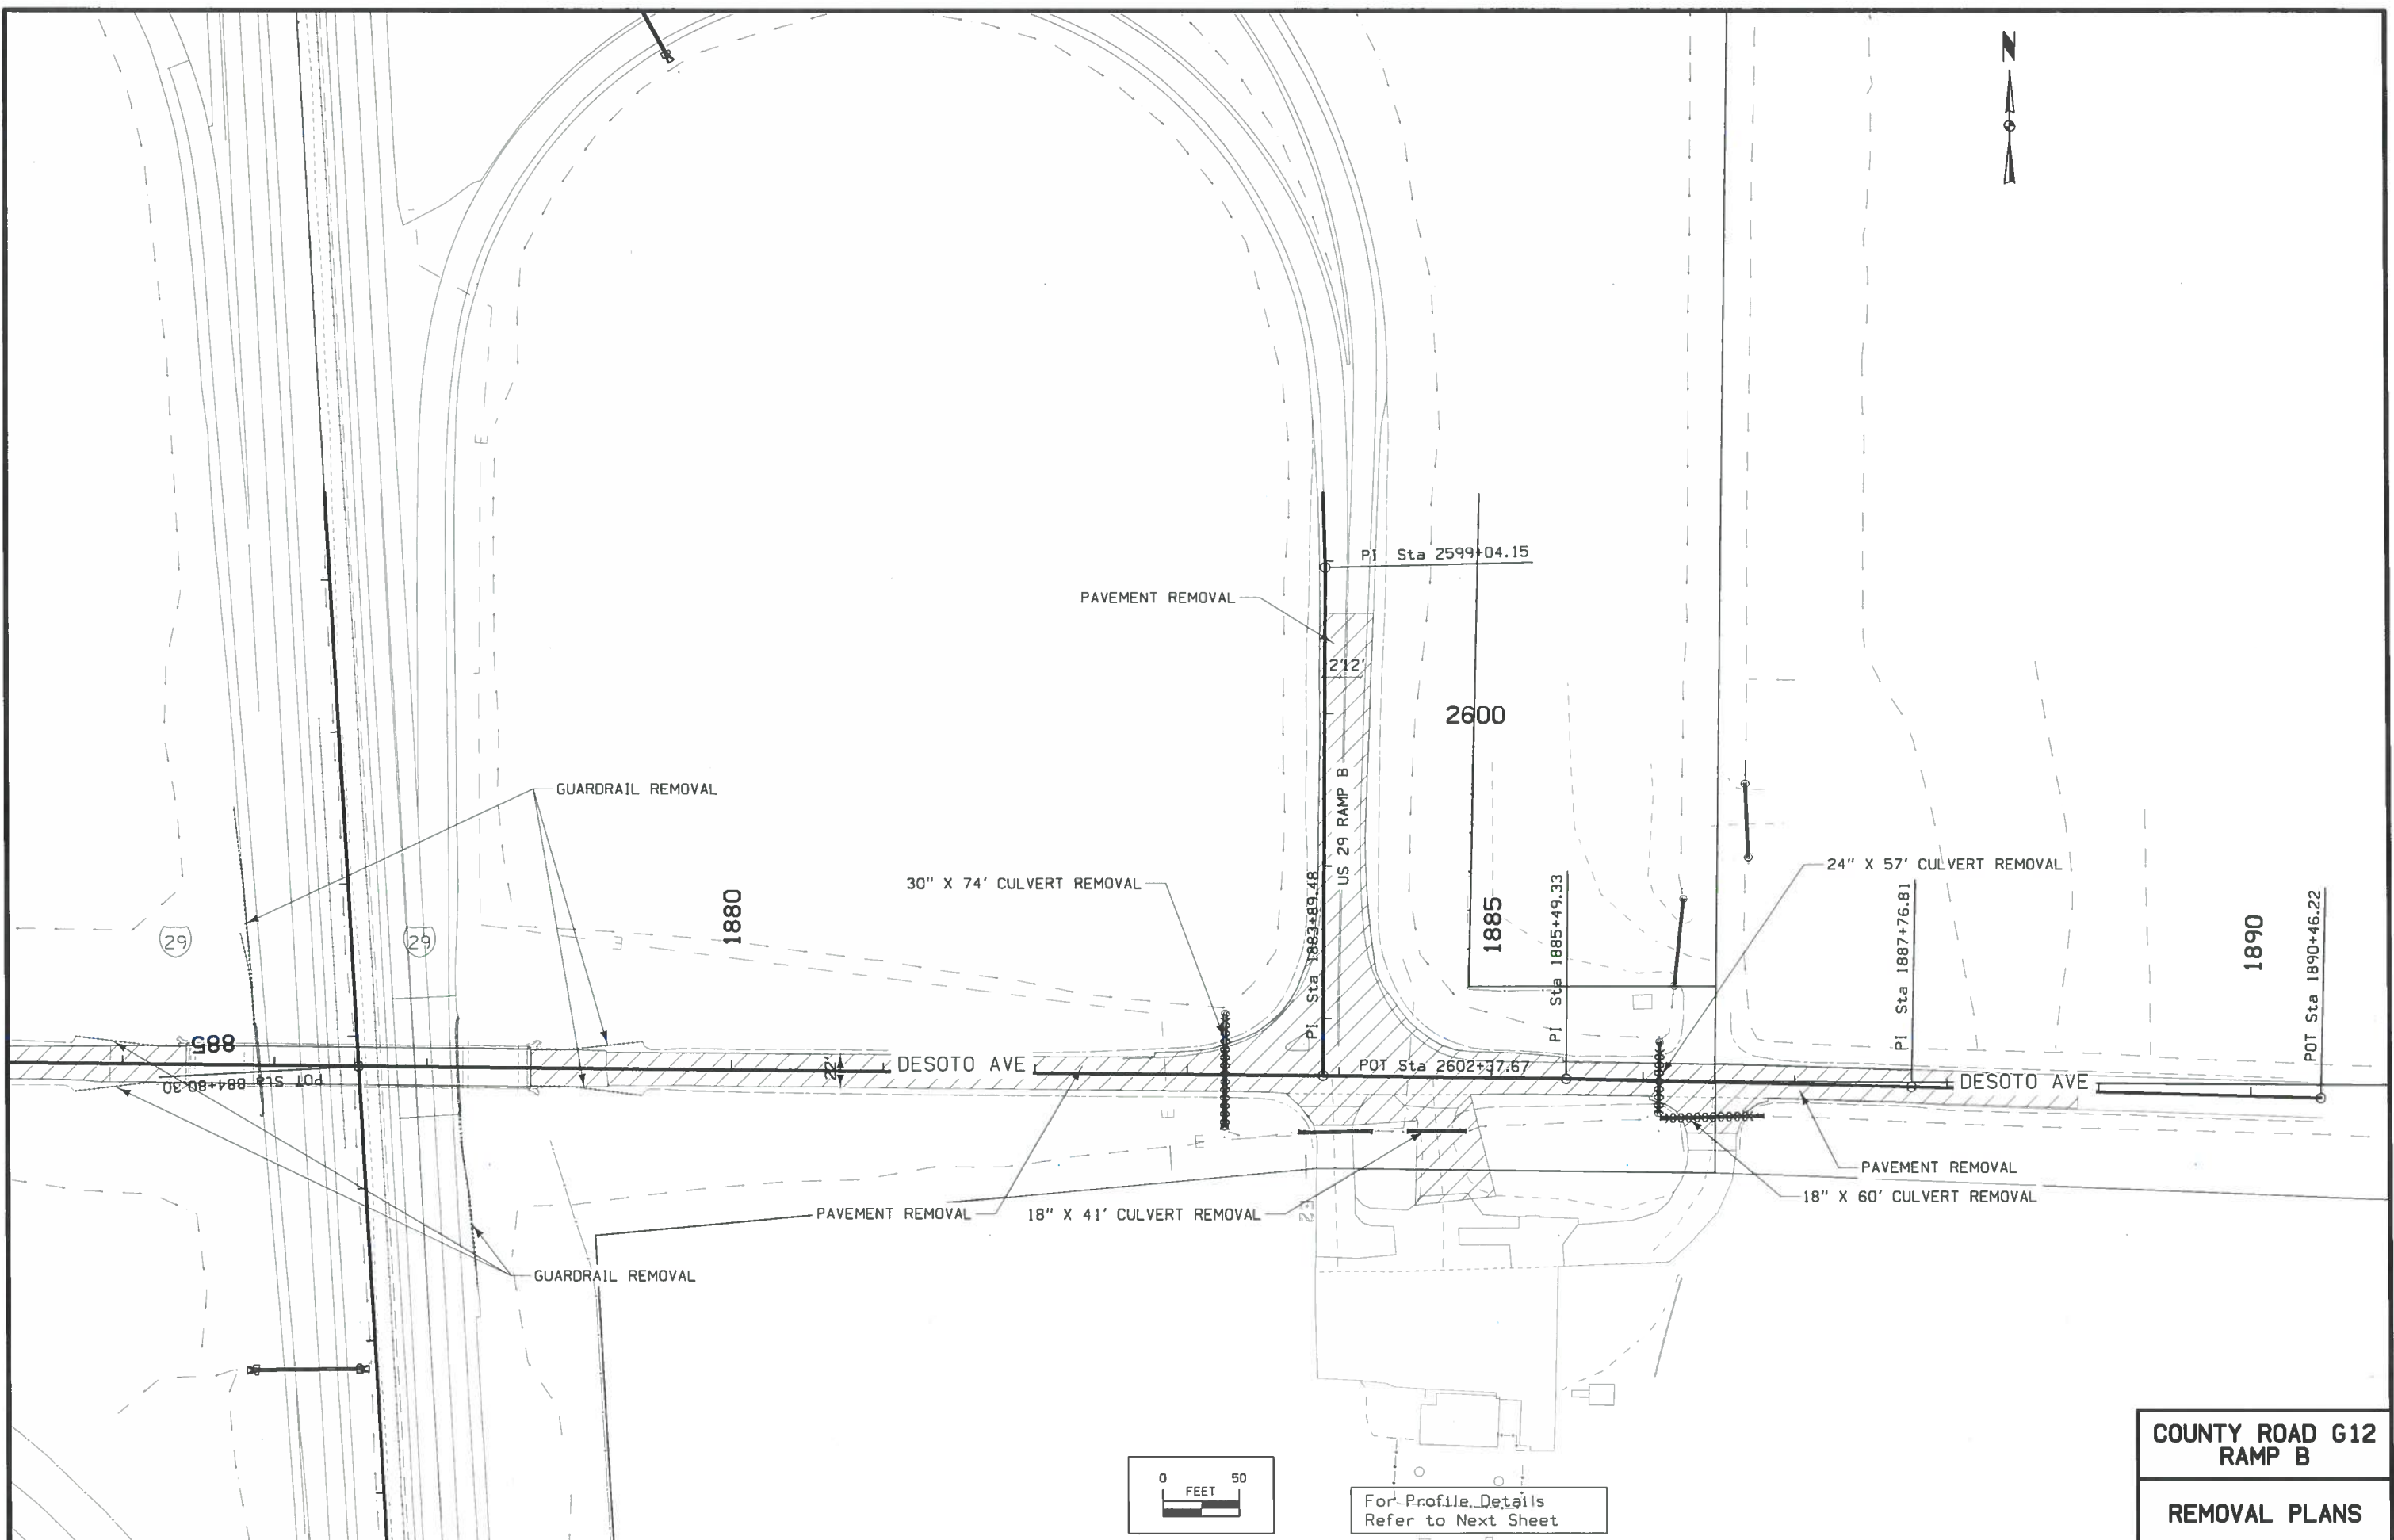 N
PI Sta 2599+04.15
PAVEMENT REMOVAL
2'
12'
2600
US 29 RAMP B
GUARDRAIL REMOVAL
30" X 74' CULVERT REMOVAL
24" X 57' CULVERT REMOVAL
1880
PI Sta 1883+89.48
1885
PI Sta 1885+49.33
PI Sta 1887+76.81
1890
POT Sta 1890+46.22
29
29
885
POT Sta 884+80.30
22'
DESOTO AVE
POT Sta 2602+37.67
DESOTO AVE
E
E
E
E
PAVEMENT REMOVAL
18" X 60' CULVERT REMOVAL
PAVEMENT REMOVAL
18" X 41' CULVERT REMOVAL
GUARDRAIL REMOVAL
0 50
FEET
For Profile Details
Refer to Next Sheet
COUNTY ROAD G12
RAMP B
REMOVAL PLANS